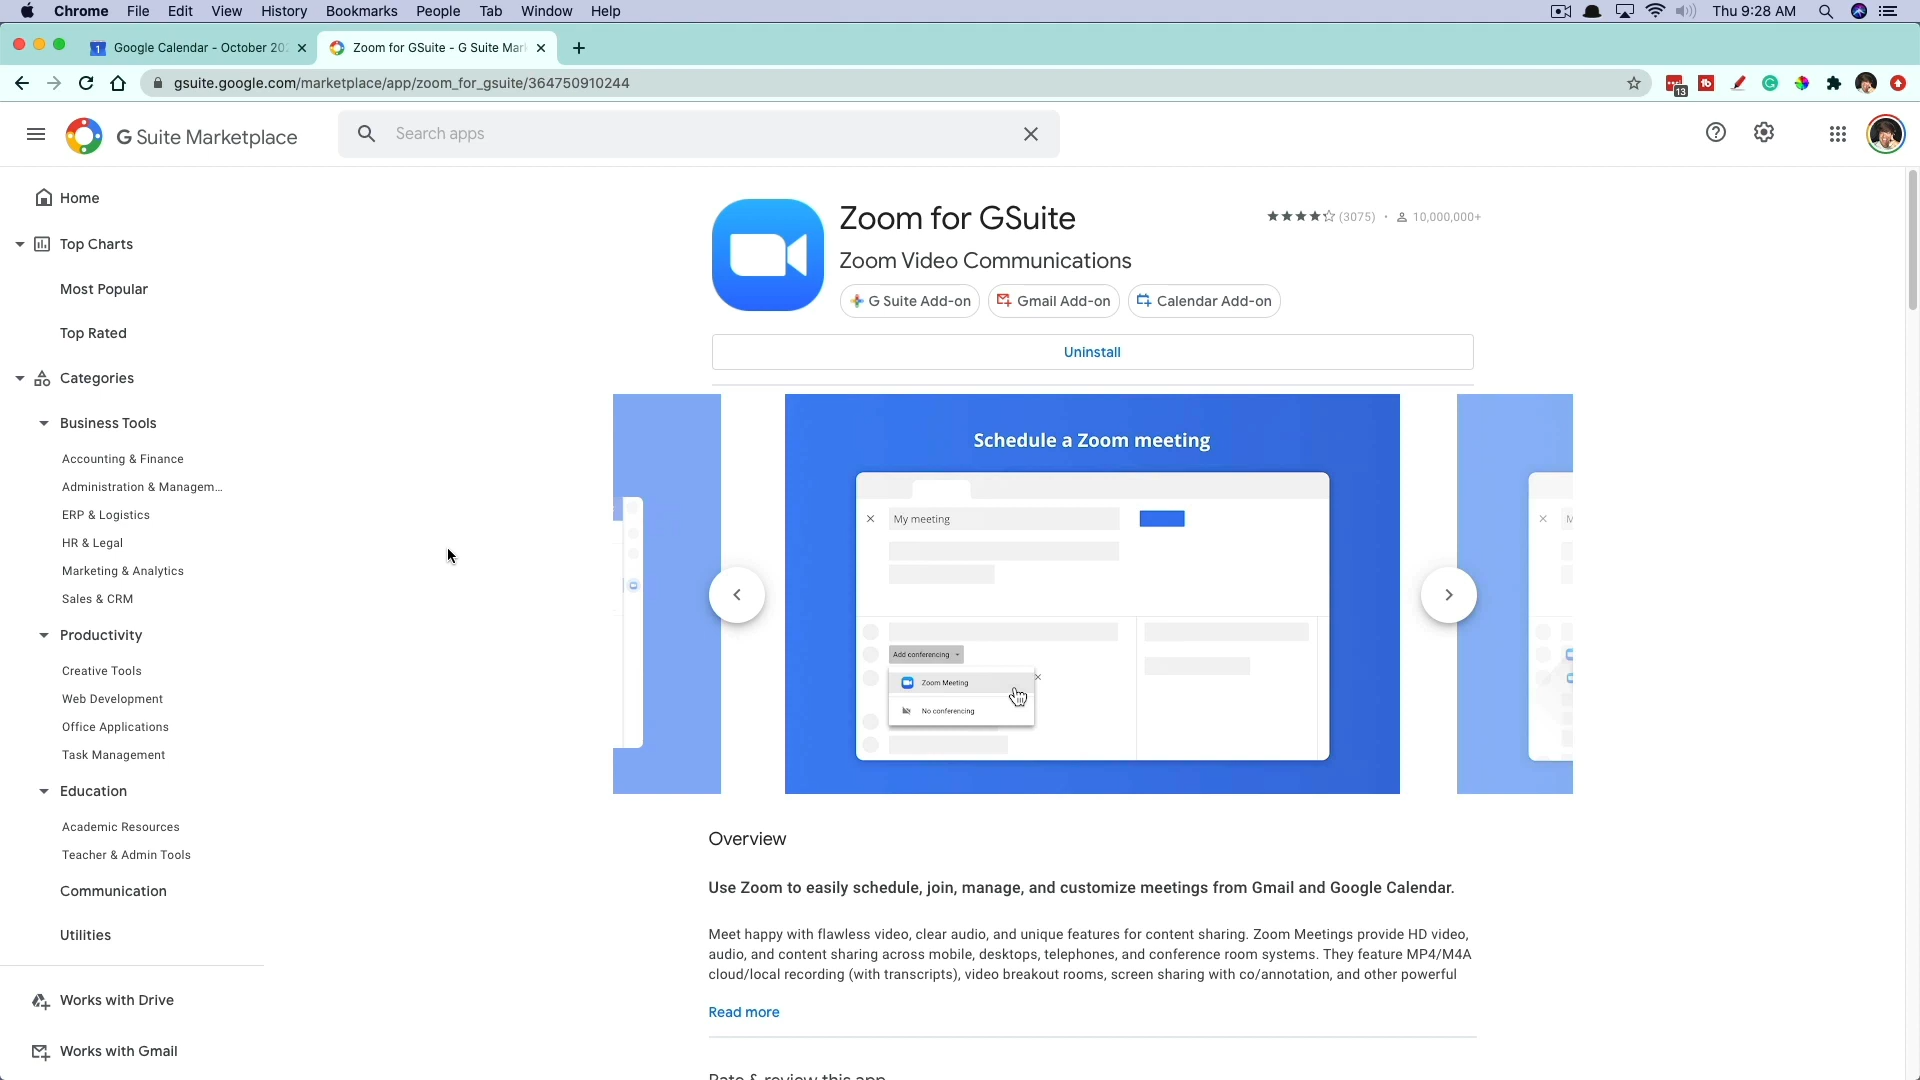 Chrome File Edit View History Bookmarks People Tab Window Help Thu 9:28 AM
Google Calendar - October 20
Zoom for GSuite - G Suite Mar
gsuite.google.com/marketplace/app/zoom_for_gsuite/364750910244
13
G Suite Marketplace
Search apps
Home
Top Charts
Most Popular
Top Rated
Categories
Business Tools
Accounting & Finance
Administration & Managem...
ERP & Logistics
HR & Legal
Marketing & Analytics
Sales & CRM
Productivity
Creative Tools
Web Development
Office Applications
Task Management
Education
Academic Resources
Teacher & Admin Tools
Communication
Utilities
Works with Drive
Works with Gmail
Zoom for GSuite
(3075) · 10,000,000+
Zoom Video Communications
G Suite Add-on
Gmail Add-on
Calendar Add-on
Uninstall
Schedule a Zoom meeting
My meeting
Add conferencing
Zoom Meeting
No conferencing
Overview
Use Zoom to easily schedule, join, manage, and customize meetings from Gmail and Google Calendar.
Meet happy with flawless video, clear audio, and unique features for content sharing. Zoom Meetings provide HD video,
audio, and content sharing across mobile, desktops, telephones, and conference room systems. They feature MP4/M4A
cloud/local recording (with transcripts), video breakout rooms, screen sharing with co/annotation, and other powerful
Read more
Rate & review this app